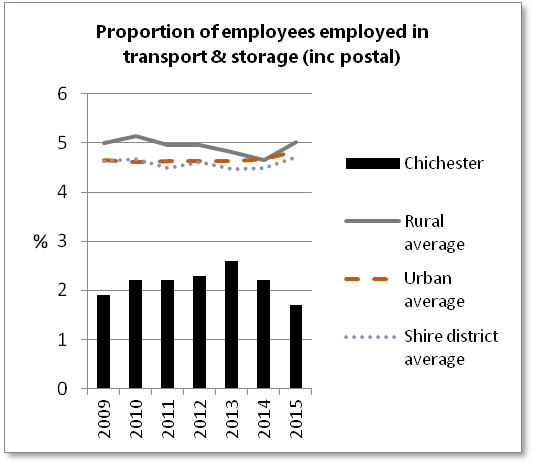 Proportion of employees employed in
transport & storage (inc postal)
6
5
4
3
2
1
0
%
2009
2010
2011
2012
2013
2014
2015
Chichester
Rural
average
Urban
average
Shire district
average